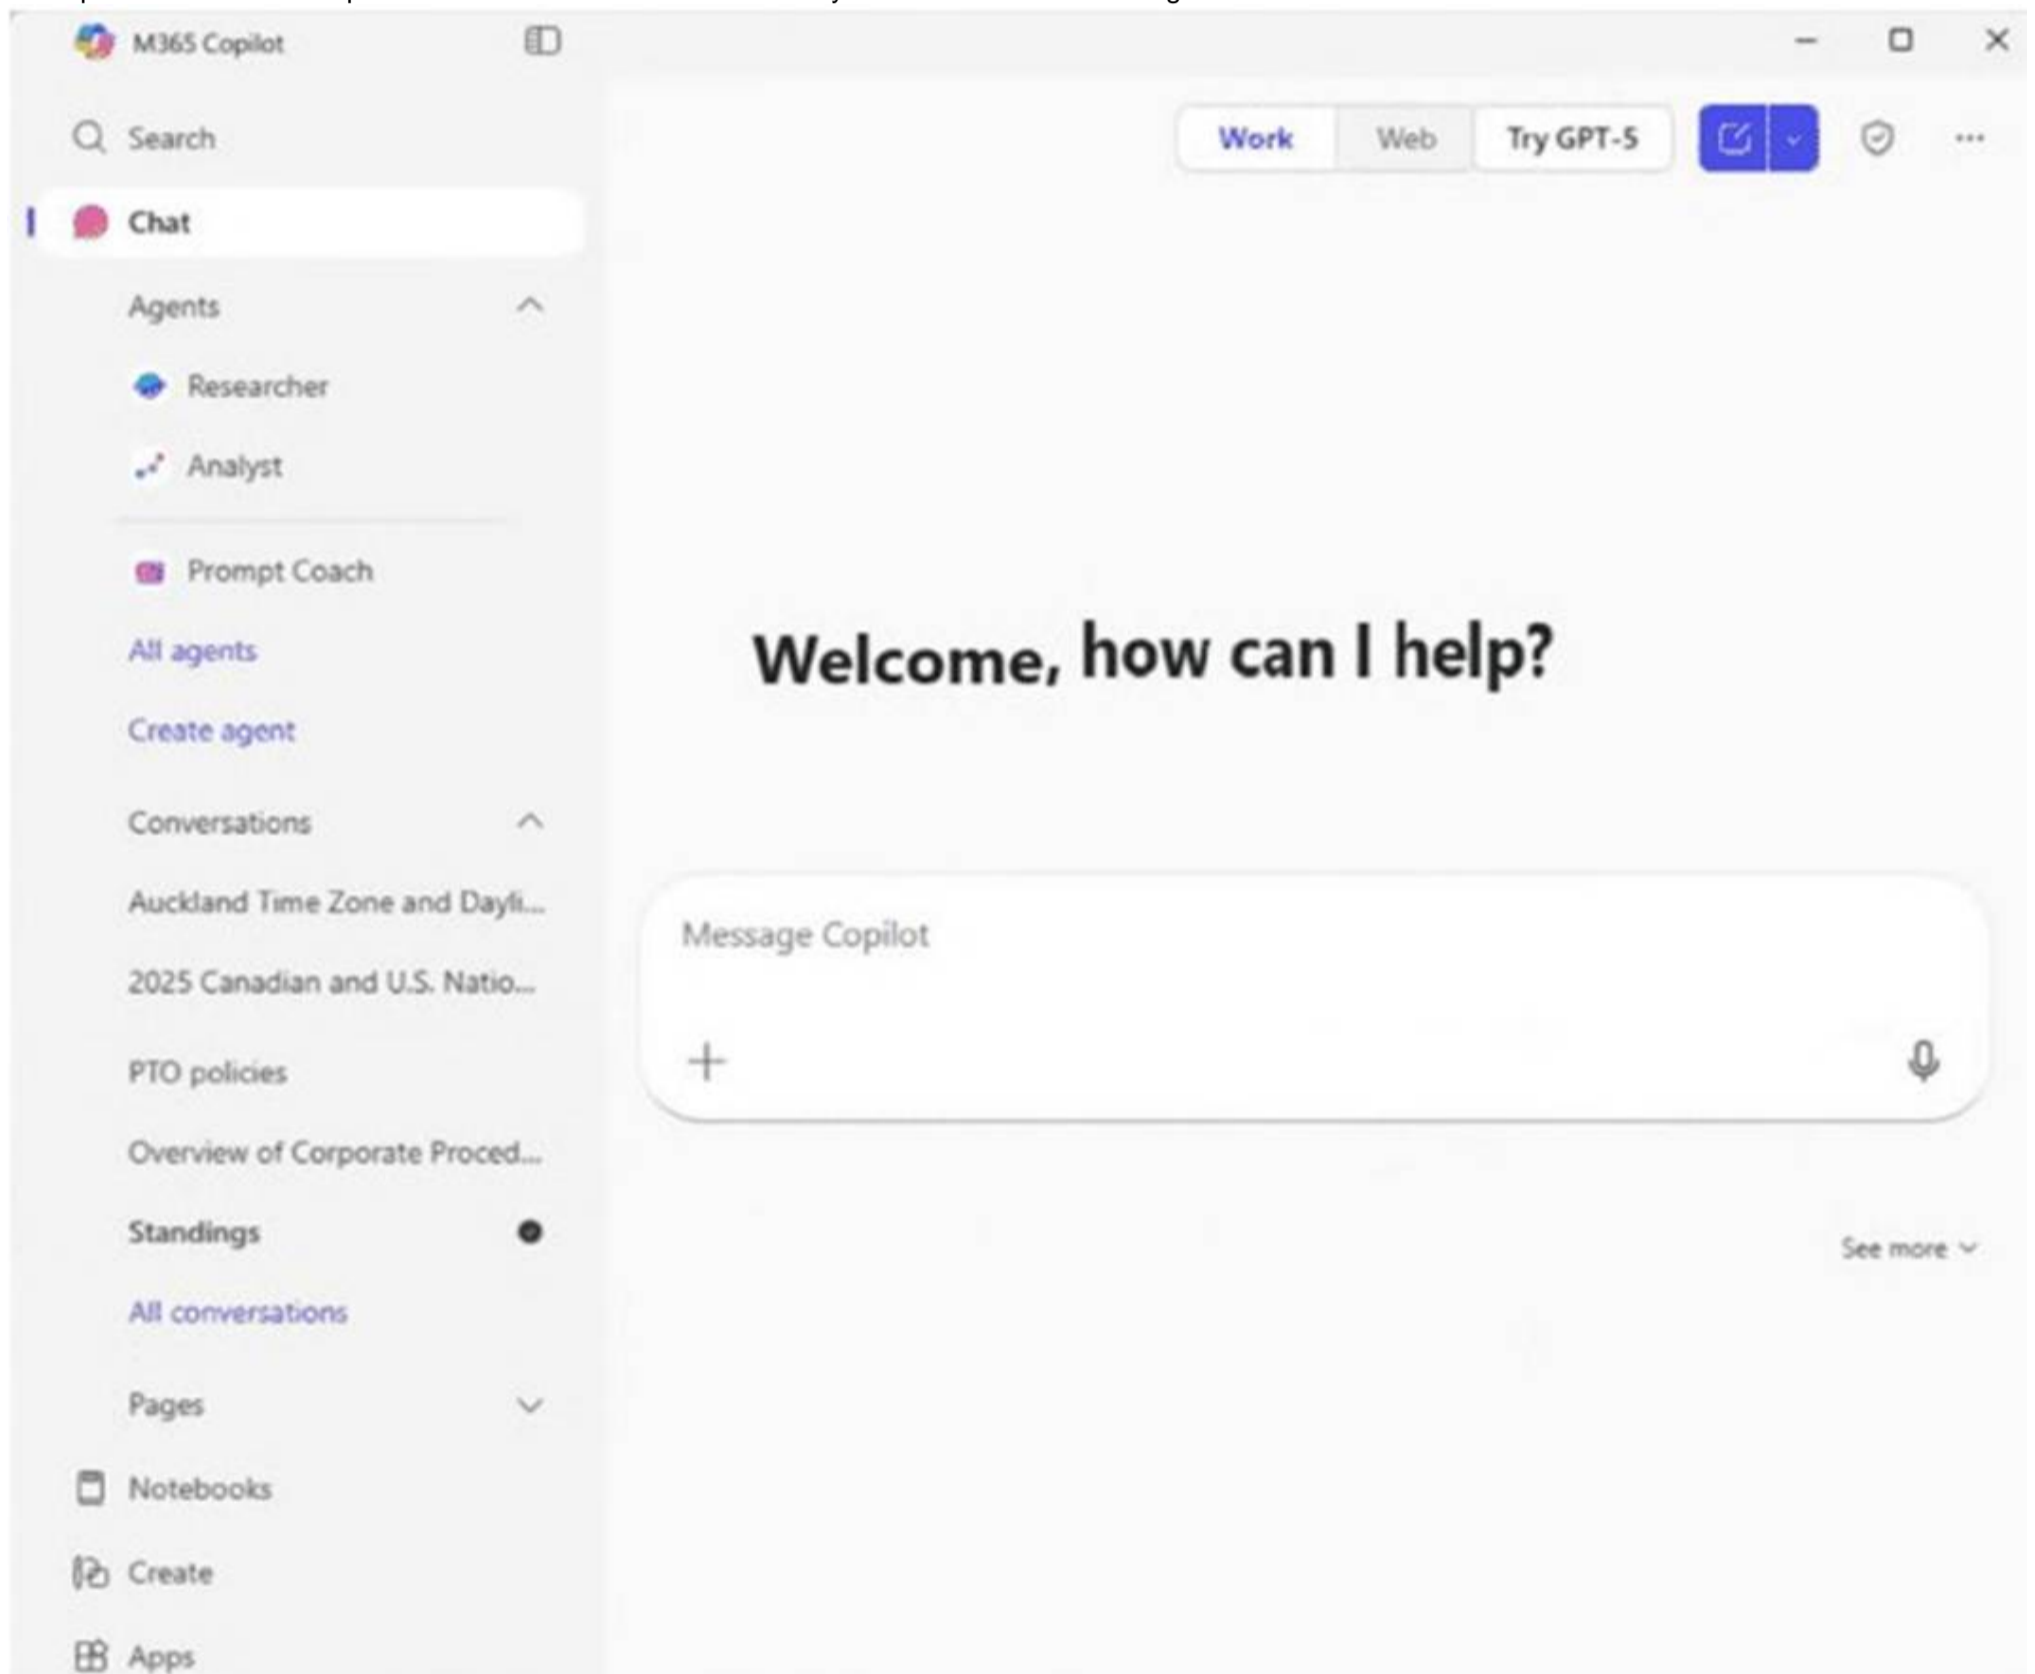 M365 Copilot
Search
Work Web Try GPT-5
Chat
Agents
Researcher
Analyst
Prompt Coach
All agents
Create agent
Welcome, how can I help?
Conversations
Auckland Time Zone and Dayli...
2025 Canadian and U.S. Natio...
PTO policies
Overview of Corporate Proced...
Standings
All conversations
Pages
Notebooks
Create
Apps
Message Copilot
See more